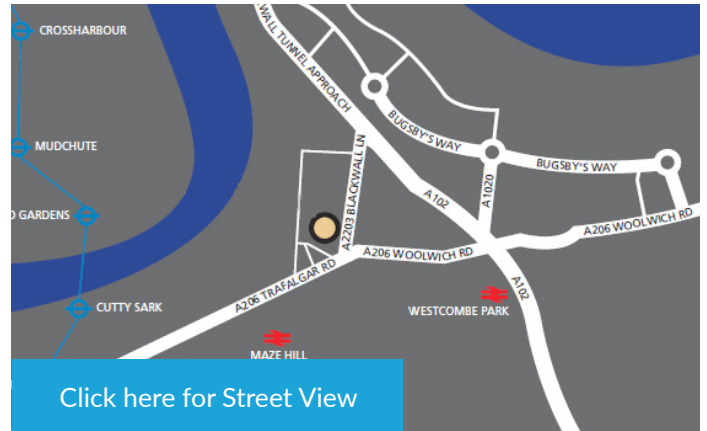 CROSSHARBOUR
WALL TUNNEL APPROACH
BUGSBY'S WAY
MUDCHUTE
BUGSBY'S WAY
A2203 BLACKWALL LN
A102
A1020
D GARDENS
A206 WOOLWICH RD
A206 WOOLWICH RD
A206 TRAFALGAR RD
A102
CUTTY SARK
WESTCOMBE PARK
MAZE HILL
Click here for Street View